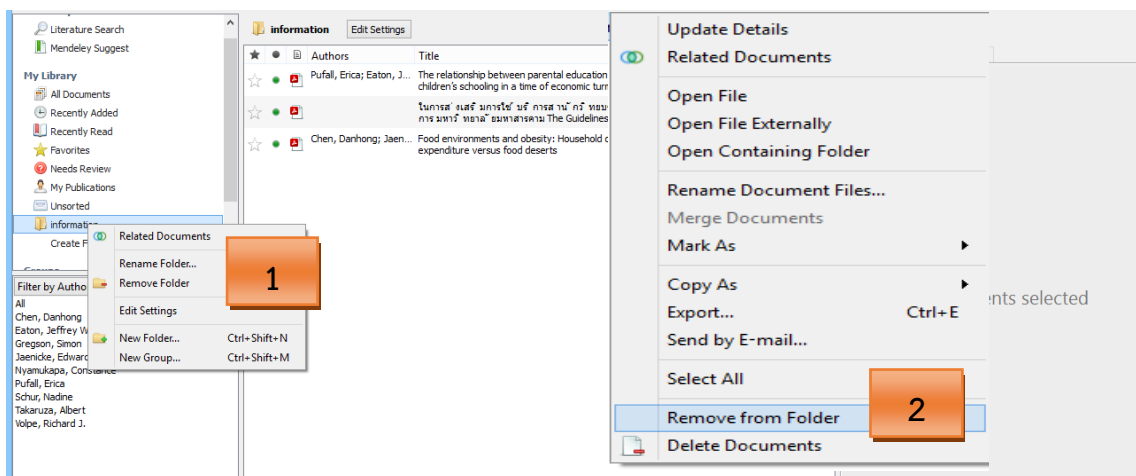 Literature Search
Mendeley Suggest
My Library
All Documents
Recently Added
Recently Read
Favorites
Needs Review
My Publications
Unsorted
information
Create F
Related Documents
Rename Folder...
Remove Folder
Edit Settings
New Folder... Ctrl+Shift+N
New Group... Ctrl+Shift+M
1
Filter by Autho
All
Chen, Danhong
Eaton, Jeffrey W
Gregson, Simon
Jaenicke, Edward
Nyamukapa, Constance
Pufall, Erica
Schur, Nadine
Takaruza, Albert
Volpe, Richard J.
information Edit Settings
Authors Title
Pufall, Erica; Eaton, J... The relationship between parental education
children's schooling in a time of economic turn
The Guidelines
Chen, Danhong; Jaen... Food environments and obesity: Household
expenditure versus food deserts
Update Details
Related Documents
Open File
Open File Externally
Open Containing Folder
Rename Document Files...
Merge Documents
Mark As
Copy As
Export... Ctrl+E
Send by E-mail...
Select All
Remove from Folder
Delete Documents
2
ents selected